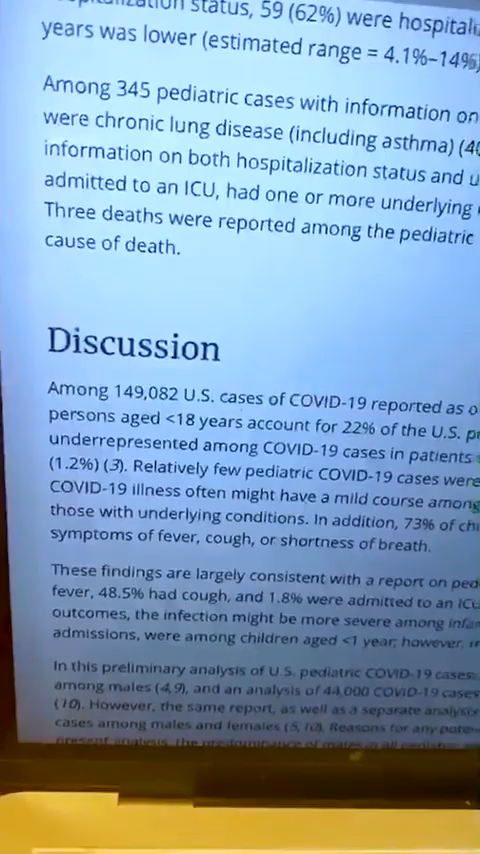 status, 59 (62%) were
years was lower (estimated range = 4.1%–14%)
Among 345 pediatric cases with information on
were chronic lung disease (including asthma)
information on both hospitalization status and
admitted to an ICU, had one or more underlying
Three deaths were reported among the pediatric
cause of death.
Discussion
Among 149,082 U.S. cases of COVID-19 reported as
persons aged <18 years account for 22% of the U.S.
underrepresented among COVID-19 cases in patients
(1.2%) (3). Relatively few pediatric COVID-19 cases were
COVID-19 illness often might have a mild course among
those with underlying conditions. In addition, 73% of
symptoms of fever, cough, or shortness of breath.
These findings are largely consistent with a report on
fever, 48.5% had cough, and 1.8% were admitted to an ICU
outcomes, the infection might be more severe among
admissions, were among children aged <1 year; however,
In this preliminary analysis of U.S. pediatric COVID-19 cases,
among males (4,9), and an analysis of 44,000 COVID-19 cases
(10). However, the same report, as well as a separate analysis
cases among males and females (5,10). Reasons for any
present analysis, the predominance of males in all